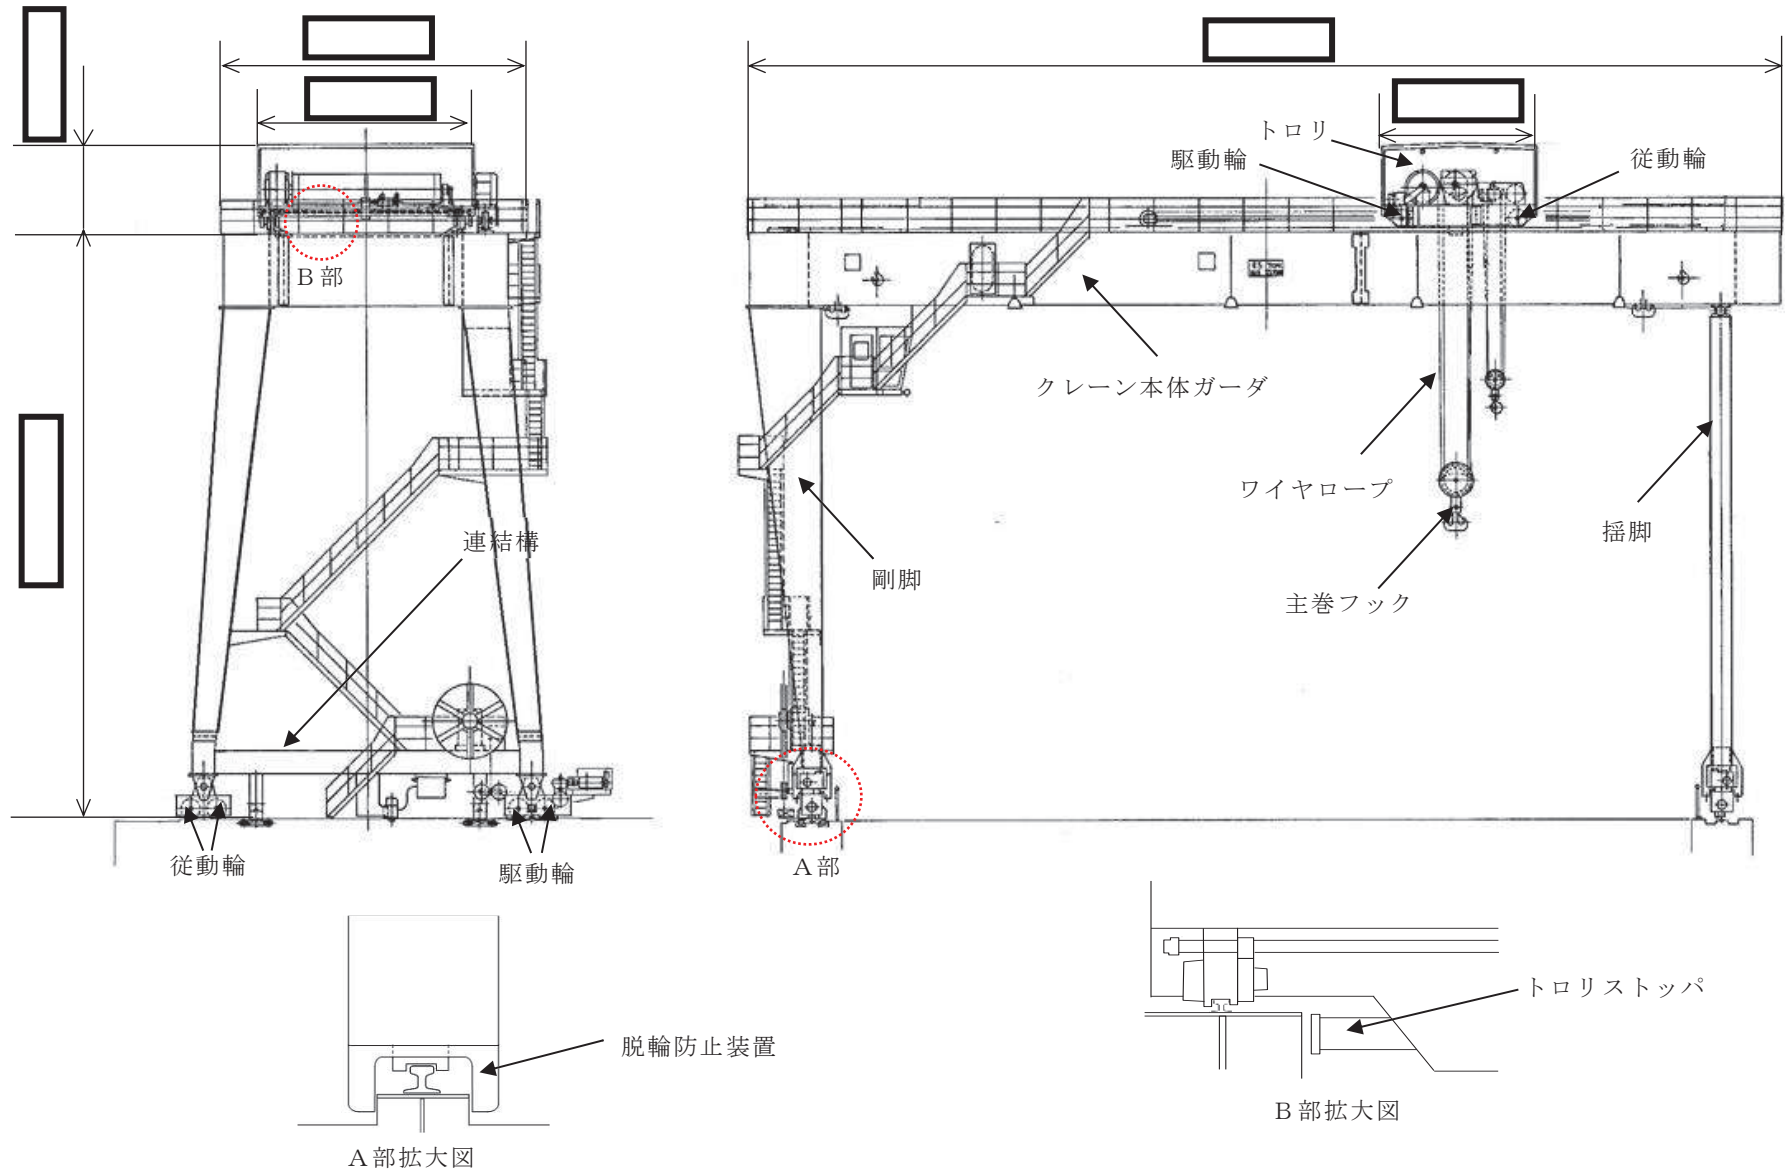 トロリ
駆動輪
従動輪
B部
クレーン本体ガーダ
ワイヤロープ
揺脚
連結構
剛脚
主巻フック
従動輪
駆動輪
A部
トロリストッパ
脱輪防止装置
B部拡大図
A部拡大図